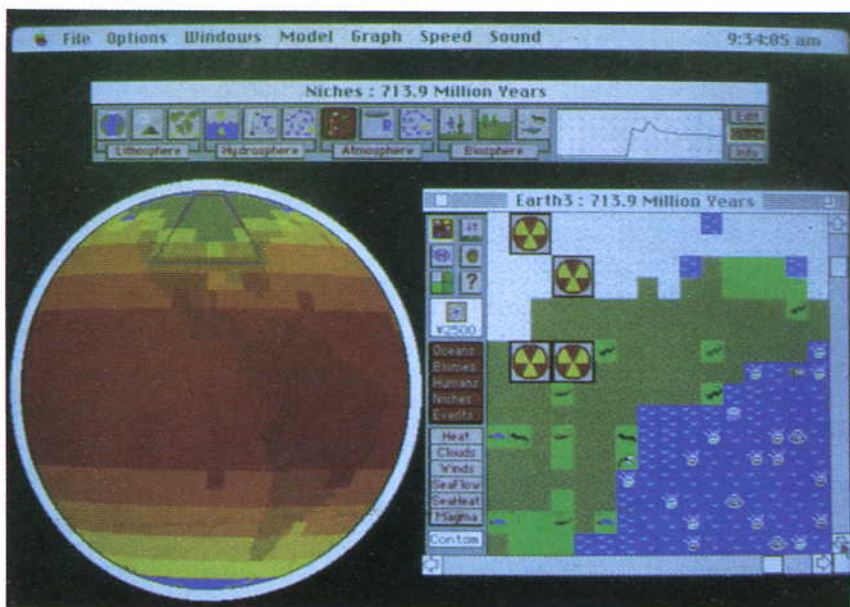 File Options Windows Model Graph Speed Sound 9:34:05 am
Niches : 713.9 Million Years
Edit
Lithosphere Hydrosphere Atmosphere Biosphere
Info
Earth3 : 713.9 Million Years
?
¥2500
Oceans
Biomes
Humans
Niches
Events
Heat
Clouds
Winds
SeaFlow
SeaHeat
Magma
Contam